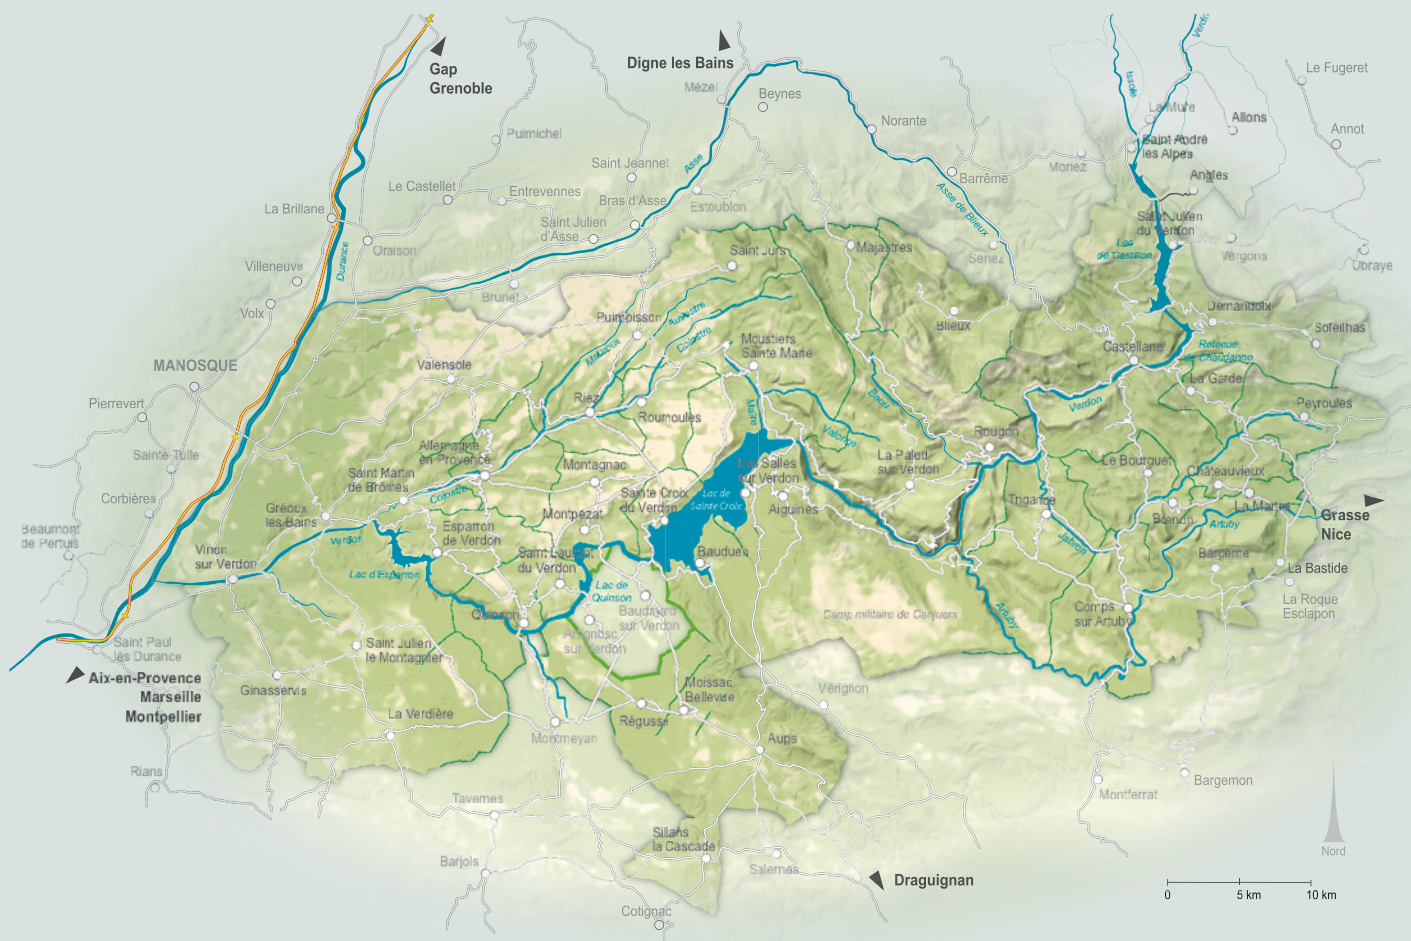 Gap
Grenoble
Digne les Bains
Verdon
Issole
Le Fugeret
Mézel
Beynes
La Mure
Allons
Annot
Norante
Puimichel
Saint André
les Alpes
Moriez
Saint Jeannet
Asse
Barrême
Angles
Le Castellet
Entrevennes
Bras d'Asse
Estoublon
Asse de Blieux
La Brillane
Saint Julien
d'Asse
Saint Julien
du Verdon
Oraison
Durance
Saint Jurs
Majastres
Senez
Lac
de Castillon
Vergons
Ubraye
Villeneuve
Brunet
Volx
Puimoisson
Auvestre
Colostre
Blieux
Demandolx
Soleilhas
MANOSQUE
Valensole
Moustiers
Sainte Marie
Castellane
Retenue
de Chaudanne
La Garde
Pierrevert
Riez
Roumoules
Maire
Baou
Verdon
Peyroules
Sainte Tulle
Allemagne
en Provence
Valonge
Rougon
Saint Martin
de Brômes
Montagnac
Les Salles
sur Verdon
La Palud
sur Verdon
Le Bourguet
Châteauvieux
Corbières
Colostre
Sainte Croix
du Verdon
Lac de
Sainte Croix
Aiguines
Trigance
Brenon
La Martre
Grasse
Nice
Gréoux
les Bains
Montpezat
Artuby
Beaumont
de Pertuis
Esparron
de Verdon
Verdon
Jabron
Vinon
sur Verdon
Saint Laurent
du Verdon
Bauduen
Bargème
La Bastide
Lac d'Esparron
Lac de
Quinson
La Roque
Esclapon
Quinson
Baudinard
sur Verdon
Artignosc
sur Verdon
Camp militaire de Canjuers
Artuby
Comps
sur Artuby
Saint Paul
lès Durance
Saint Julien
le Montagnier
Aix-en-Provence
Marseille
Montpellier
Ginasservis
Moissac
Bellevue
Vérignon
La Verdière
Régusse
Montmeyan
Aups
Rians
Bargemon
Montferrat
Tavernes
Sillans
la Cascade
Barjols
Salernes
Nord
Draguignan
Cotignac
0 5 km 10 km